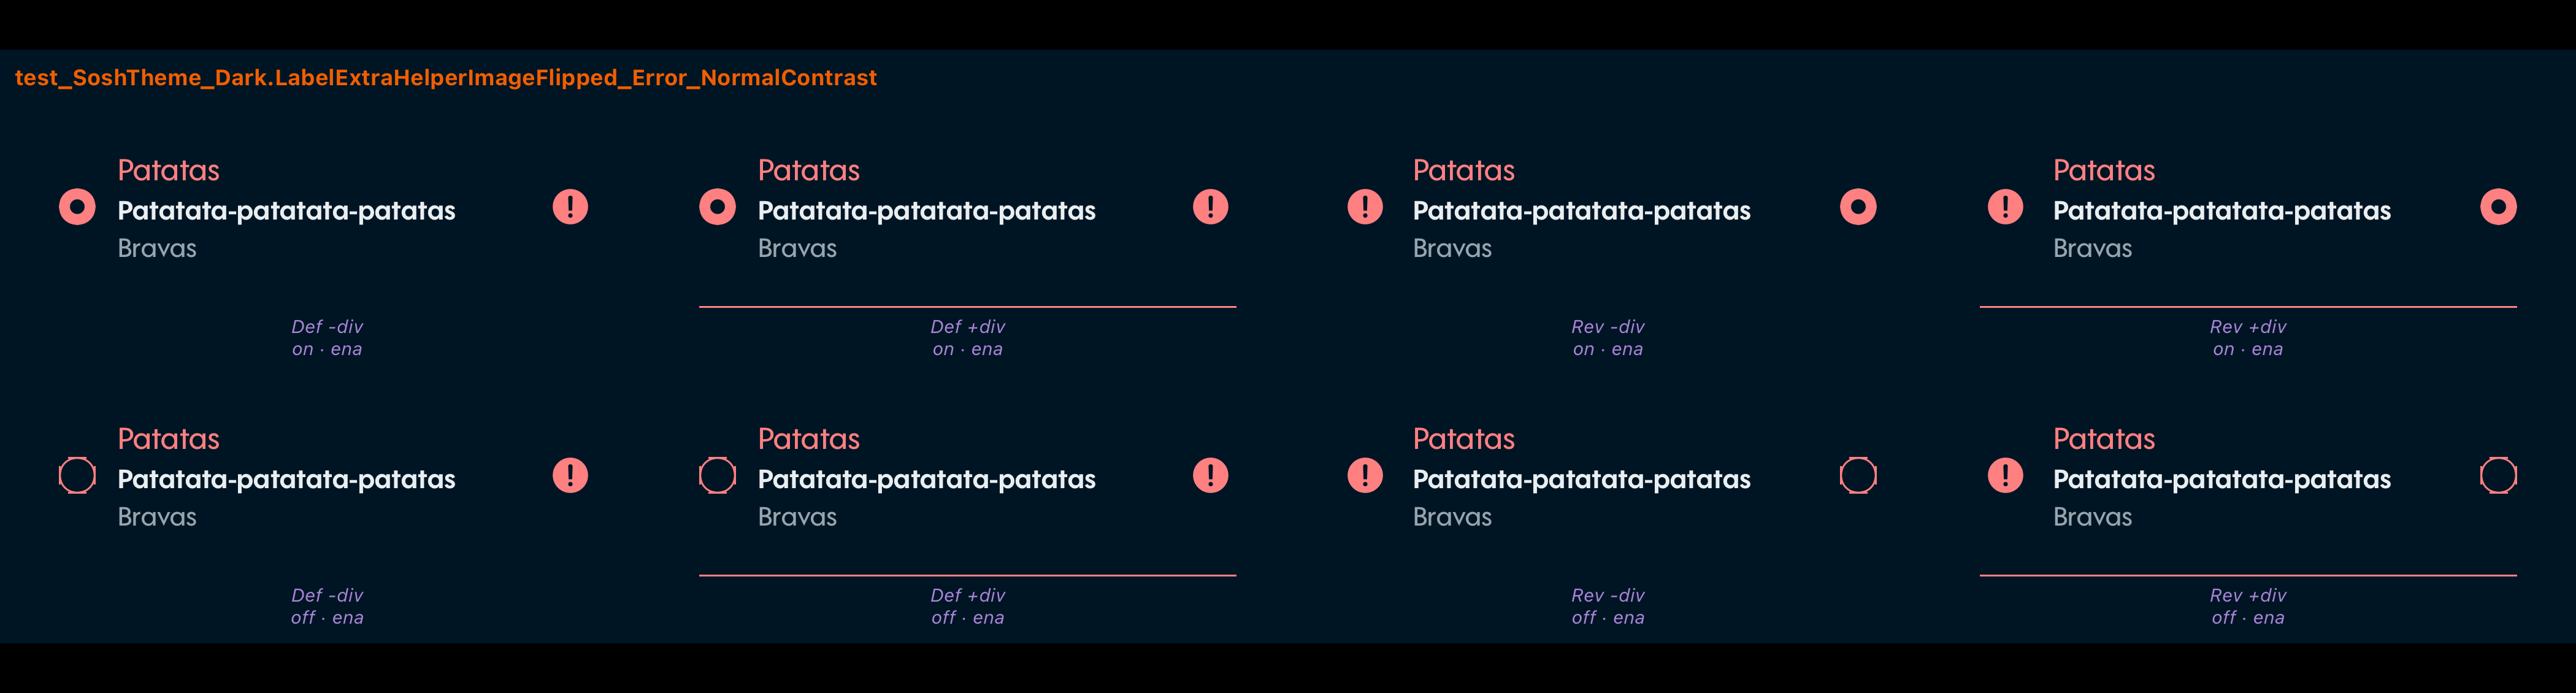 test_SoshTheme_Dark.LabelExtraHelperImageFlipped_Error_NormalContrast
Patatas
Patatata-patatata-patatas
Bravas
Def -div
on · ena
Patatas
Patatata-patatata-patatas
Bravas
Def +div
on · ena
Patatas
Patatata-patatata-patatas
Bravas
Rev -div
on · ena
Patatas
Patatata-patatata-patatas
Bravas
Rev +div
on · ena
Patatas
Patatata-patatata-patatas
Bravas
Def -div
off · ena
Patatas
Patatata-patatata-patatas
Bravas
Def +div
off · ena
Patatas
Patatata-patatata-patatas
Bravas
Rev -div
off · ena
Patatas
Patatata-patatata-patatas
Bravas
Rev +div
off · ena